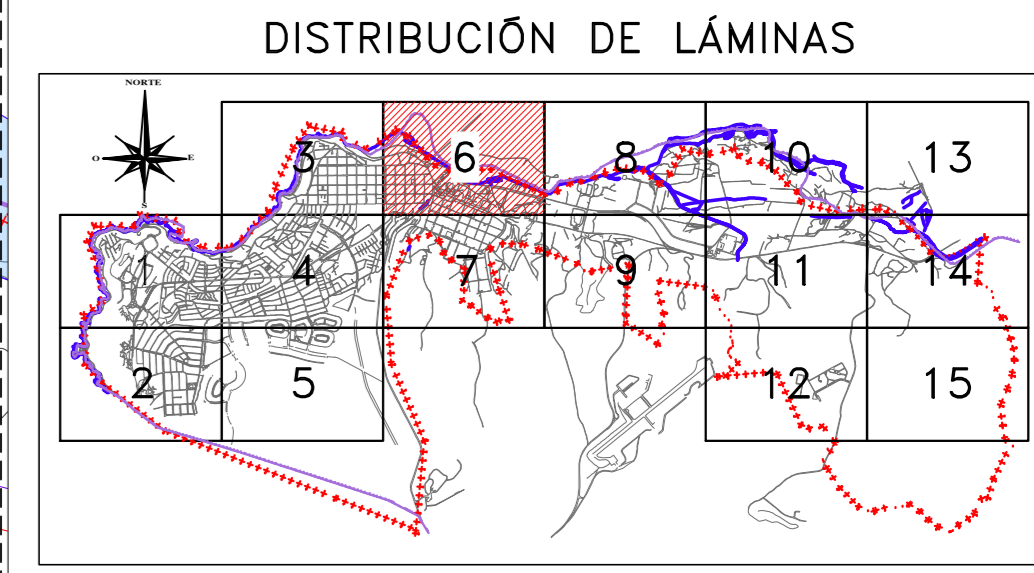 DISTRIBUCIÓN DE LÁMINAS
NORTE
O E
S
3 6 8 10 13
1 4 7 9 11 14
2 5 12 15